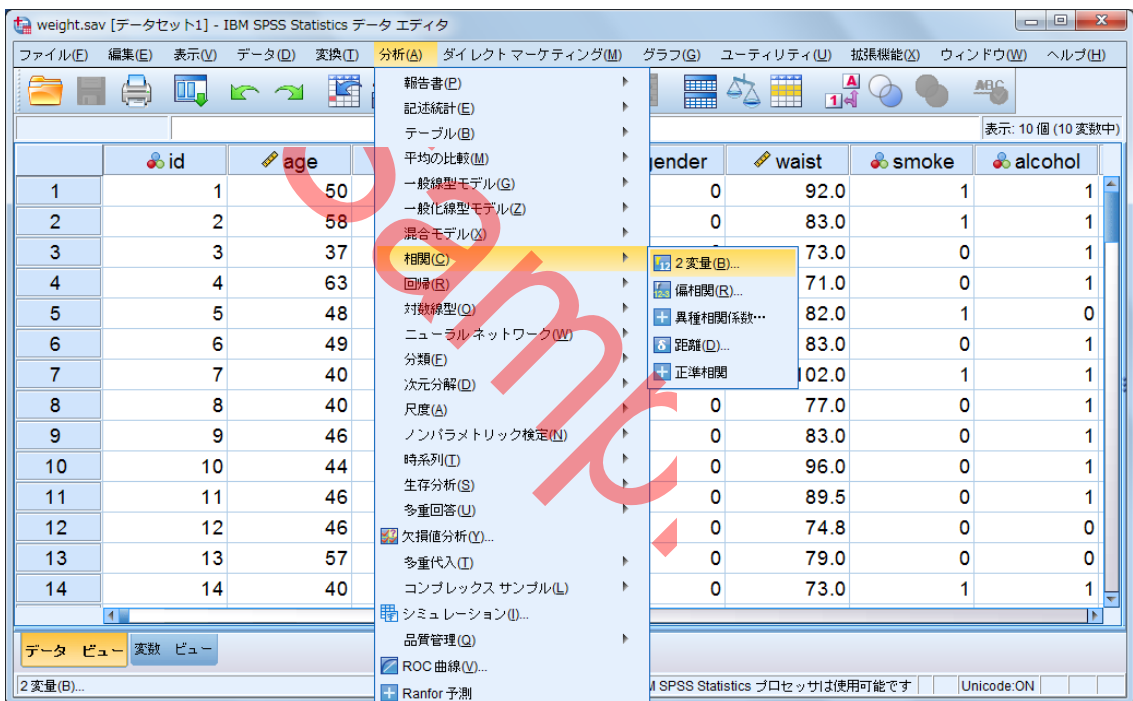 weight.sav [データセット1] - IBM SPSS Statistics データ エディタ
ファイル(F) 編集(E) 表示(V) データ(D) 変換(T) 分析(A) ダイレクト マーケティング(M) グラフ(G) ユーティリティ(U) 拡張機能(X) ウィンドウ(W) ヘルプ(H)
表示: 10 個 (10 変数中)
id age gender waist smoke alcohol
1 1 50 0 92.0 1 1
2 2 58 0 83.0 1 1
3 3 37 73.0 0 1
4 4 63 71.0 0 1
5 5 48 82.0 1 0
6 6 49 83.0 0 1
7 7 40 102.0 1 1
8 8 40 0 77.0 0 1
9 9 46 0 83.0 0 1
10 10 44 0 96.0 0 1
11 11 46 0 89.5 0 1
12 12 46 0 74.8 0 0
13 13 57 0 79.0 0 0
14 14 40 0 73.0 1 1
報告書(P)
記述統計(E)
テーブル(B)
平均の比較(M)
一般線型モデル(G)
一般化線型モデル(Z)
混合モデル(X)
相関(C)
回帰(R)
対数線型(O)
ニューラル ネットワーク(W)
分類(F)
次元分解(D)
尺度(A)
ノンパラメトリック検定(N)
時系列(T)
生存分析(S)
多重回答(U)
欠損値分析(Y)...
多重代入(T)
コンプレックス サンプル(L)
シミュレーション(I)...
品質管理(Q)
ROC 曲線(V)...
Ranfor 予測
2 変量(B)...
偏相関(R)...
異種相関係数…
距離(D)...
正準相関
データ ビュー 変数 ビュー
2 変量(B)... M SPSS Statistics プロセッサは使用可能です Unicode:ON
Sample